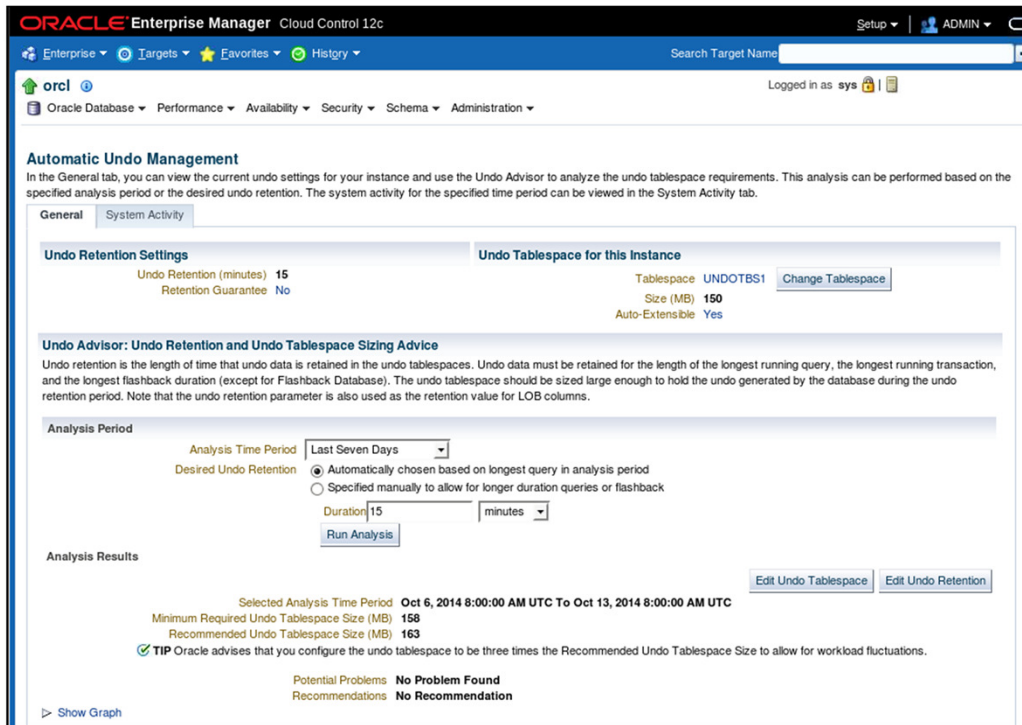 ORACLE Enterprise Manager Cloud Control 12c
Setup ADMIN
Enterprise Targets Favorites History
Search Target Name
orcl
Logged in as sys
Oracle Database Performance Availability Security Schema Administration
Automatic Undo Management
In the General tab, you can view the current undo settings for your instance and use the Undo Advisor to analyze the undo tablespace requirements. This analysis can be performed based on the
specified analysis period or the desired undo retention. The system activity for the specified time period can be viewed in the System Activity tab.
General System Activity
Undo Retention Settings
Undo Retention (minutes) 15
Retention Guarantee No
Undo Tablespace for this Instance
Tablespace UNDOTBS1 Change Tablespace
Size (MB) 150
Auto-Extensible Yes
Undo Advisor: Undo Retention and Undo Tablespace Sizing Advice
Undo retention is the length of time that undo data is retained in the undo tablespaces. Undo data must be retained for the length of the longest running query, the longest running transaction,
and the longest flashback duration (except for Flashback Database). The undo tablespace should be sized large enough to hold the undo generated by the database during the undo
retention period. Note that the undo retention parameter is also used as the retention value for LOB columns.
Analysis Period
Analysis Time Period Last Seven Days
Desired Undo Retention Automatically chosen based on longest query in analysis period
Specified manually to allow for longer duration queries or flashback
Duration 15 minutes
Run Analysis
Analysis Results
Edit Undo Tablespace Edit Undo Retention
Selected Analysis Time Period Oct 6, 2014 8:00:00 AM UTC To Oct 13, 2014 8:00:00 AM UTC
Minimum Required Undo Tablespace Size (MB) 158
Recommended Undo Tablespace Size (MB) 163
TIP Oracle advises that you configure the undo tablespace to be three times the Recommended Undo Tablespace Size to allow for workload fluctuations.
Potential Problems No Problem Found
Recommendations No Recommendation
Show Graph